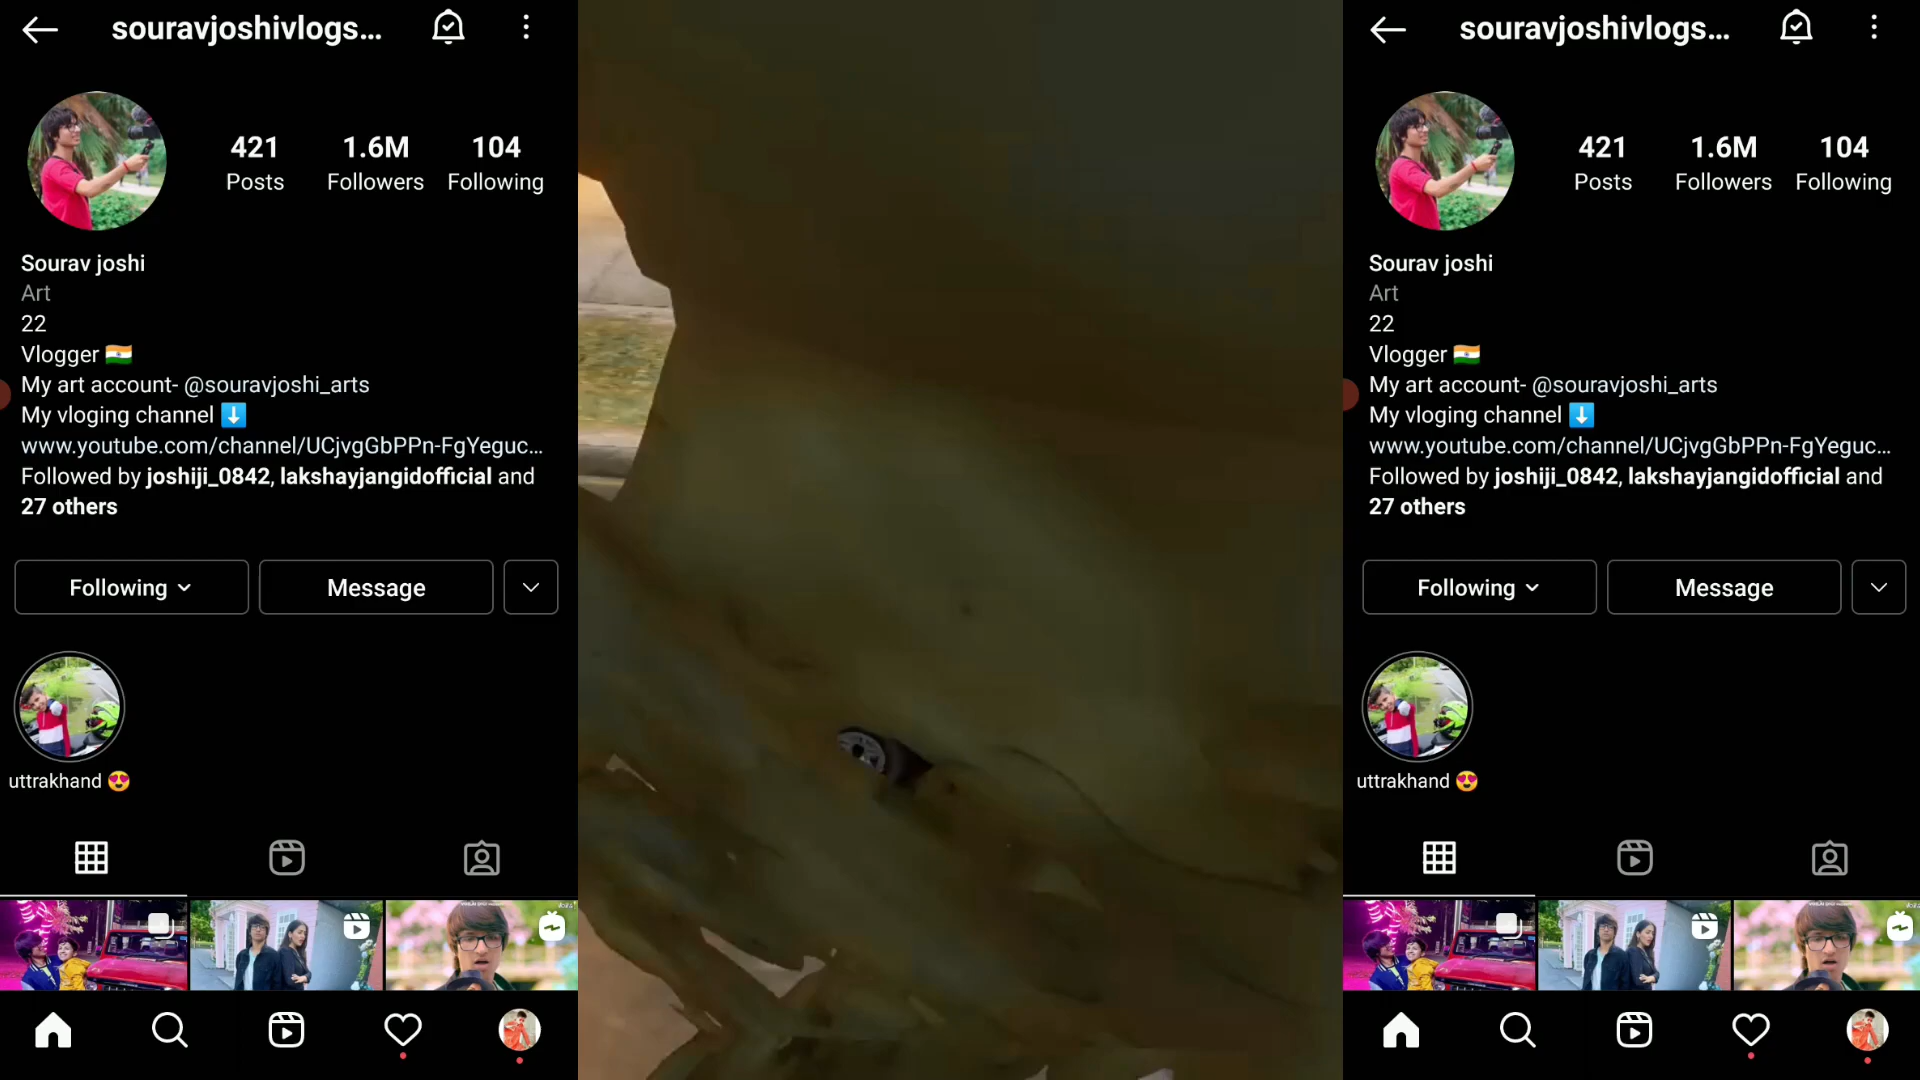 souravjoshivlogs...
421
Posts
1.6M
Followers
104
Following
Sourav joshi
Art
22
Vlogger 🇮🇳
My art account- @souravjoshi_arts
My vloging channel ⬇️
www.youtube.com/channel/UCjvgGbPPn-FgYeguc...
Followed by joshiji_0842, lakshayjangidofficial and
27 others
Following
Message
uttrakhand 😍
souravjoshivlogs...
421
Posts
1.6M
Followers
104
Following
Sourav joshi
Art
22
Vlogger 🇮🇳
My art account- @souravjoshi_arts
My vloging channel ⬇️
www.youtube.com/channel/UCjvgGbPPn-FgYeguc...
Followed by joshiji_0842, lakshayjangidofficial and
27 others
Following
Message
uttrakhand 😍